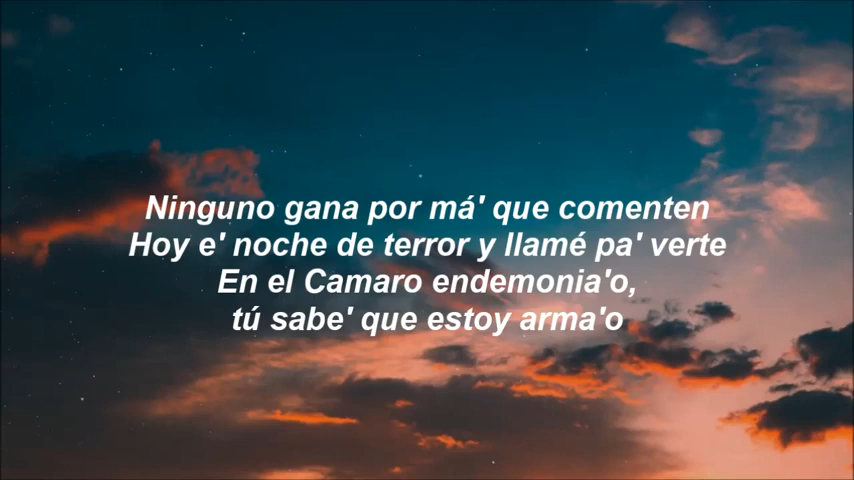 Ninguno gana por má' que comenten
Hoy e' noche de terror y llamé pa' verte
En el Camaro endemonia'o,
tú sabe' que estoy arma'o